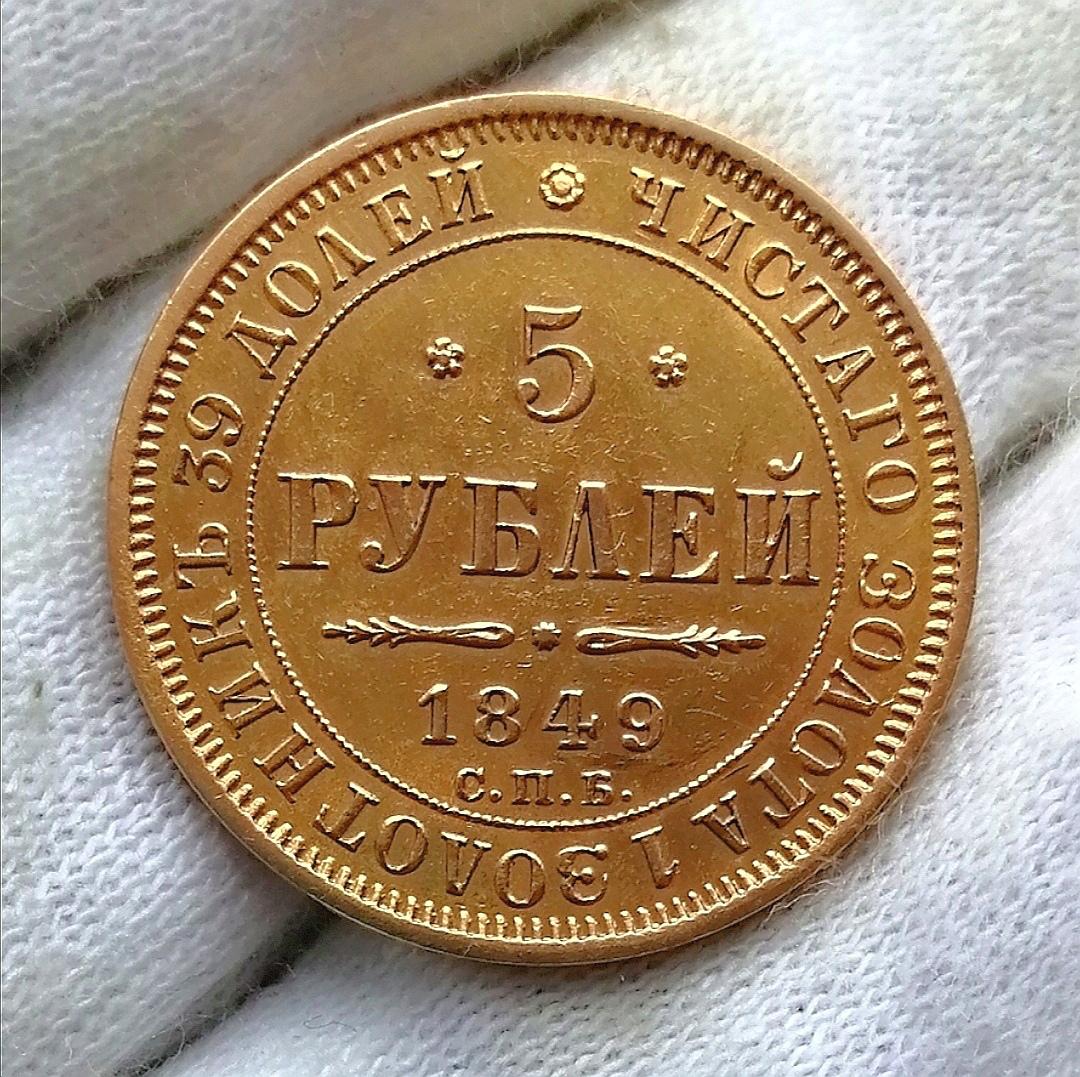 5
РУБЛЕЙ
1849
С.П.Б.
ЧИСТАГО ЗОЛОТА 1 ЗОЛОТНИКЪ 39 ДОЛЕЙ